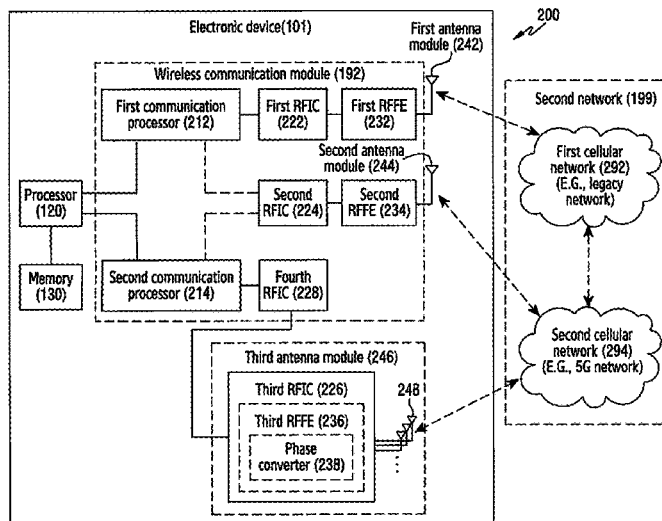 Electronic device(101)
First antenna
module (242)
200
Wireless communication module (192)
First communication
processor (212)
First RFIC
(222)
First RFFE
(232)
Second antenna
module (244)
Second
RFIC (224)
Second
RFFE (234)
Processor
(120)
Memory
(130)
Second communication
processor (214)
Fourth
RFIC (228)
Third antenna module (246)
Third RFIC (226)
Third RFFE (236)
Phase
converter (238)
248
Second network (199)
First cellular
network (292)
(E.G., legacy
network)
Second cellular
network (294)
(E.G., 5G network)